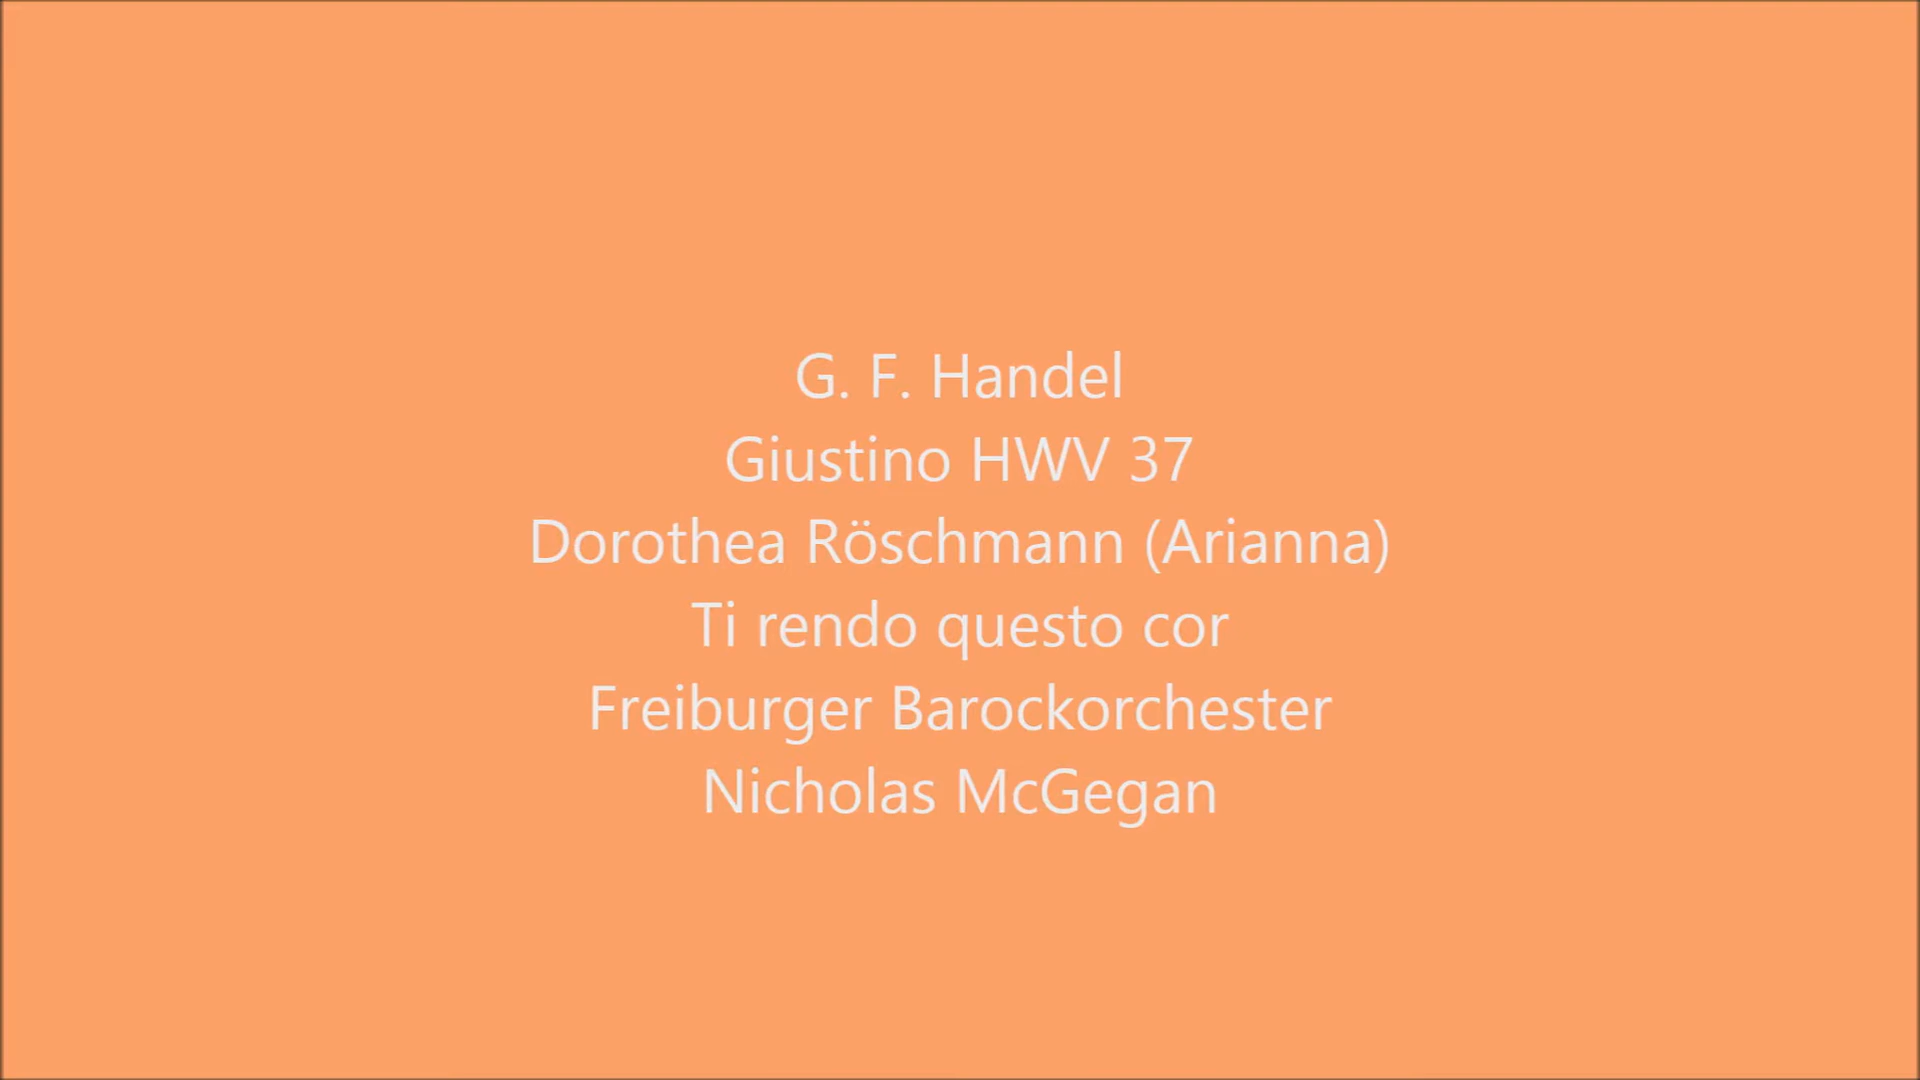 G. F. Handel
Giustino HWV 37
Dorothea Röschmann (Arianna)
Ti rendo questo cor
Freiburger Barockorchester
Nicholas McGegan